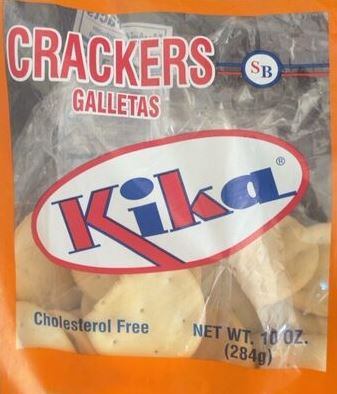 CRACKERS
SB
GALLETAS
Kika®
Cholesterol Free
NET WT. 10 OZ.
(284g)